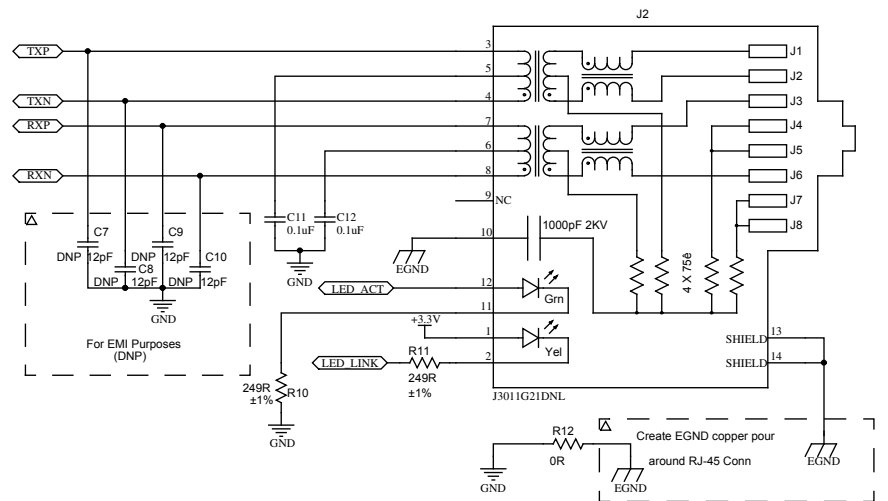 J2
TXP
3
J1
5
J2
TXN
4
J3
RXP
7
J4
6
J5
RXN
8
J6
9
NC
J7
J8
C7
C9
C11
0.1uF
C12
0.1uF
10
1000pF 2KV
DNP 12pF
DNP 12pF
C8
C10
DNP 12pF
DNP 12pF
GND
EGND
4 X 75ê
GND
LED_ACT
12
Grn
11
+3.3V
1
Yel
For EMI Purposes
(DNP)
LED_LINK
R11
2
249R
±1%
SHIELD
13
SHIELD
14
249R
±1%
R10
J3011G21DNL
GND
R12
0R
GND
EGND
Create EGND copper pour
around RJ-45 Conn
EGND